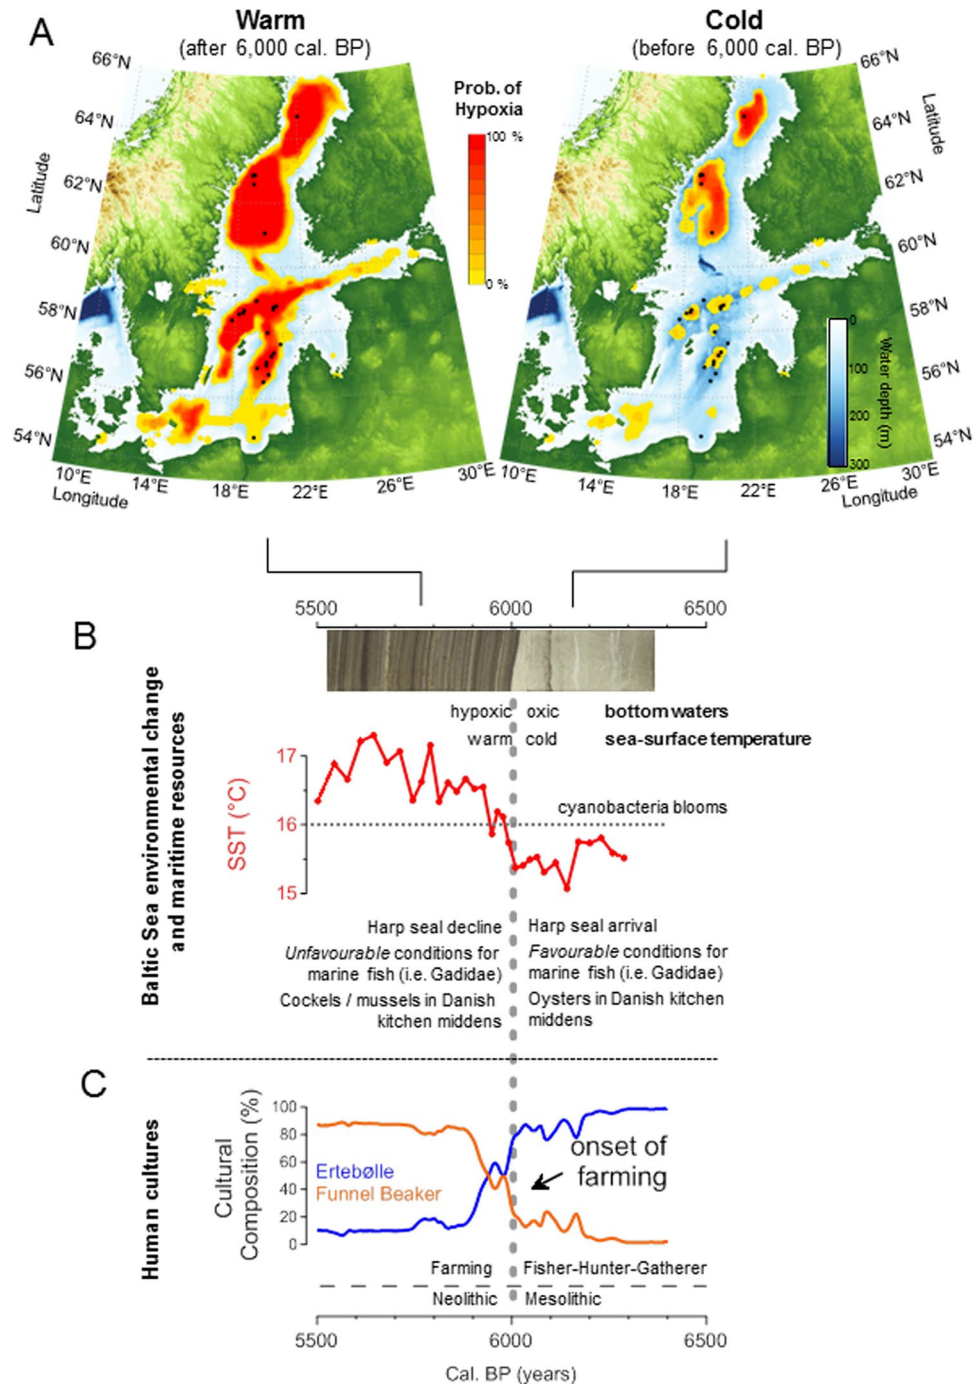 A
Warm
(after 6,000 cal. BP)
Cold
(before 6,000 cal. BP)
Prob. of
Hypoxia
100 %
0 %
66°N
64°N
62°N
60°N
58°N
56°N
54°N
Latitude
10°E
14°E
18°E
22°E
26°E
30°E
Longitude
66°N
64°N
62°N
60°N
58°N
56°N
54°N
Latitude
10°E
14°E
18°E
22°E
26°E
30°E
Longitude
0
100
200
300
Water depth (m)
B
5500
6000
6500
Baltic Sea environmental change
and maritime resources
hypoxic oxic bottom waters
warm cold sea-surface temperature
17
16
15
SST (°C)
cyanobacteria blooms
Harp seal decline
Unfavourable conditions for
marine fish (i.e. Gadidae)
Cockels / mussels in Danish
kitchen middens
Harp seal arrival
Favourable conditions for
marine fish (i.e. Gadidae)
Oysters in Danish kitchen
middens
C
Human cultures
Cultural
Composition (%)
100
80
60
40
20
0
Ertebølle
Funnel Beaker
onset of
farming
Farming Fisher-Hunter-Gatherer
Neolithic Mesolithic
5500
6000
6500
Cal. BP (years)